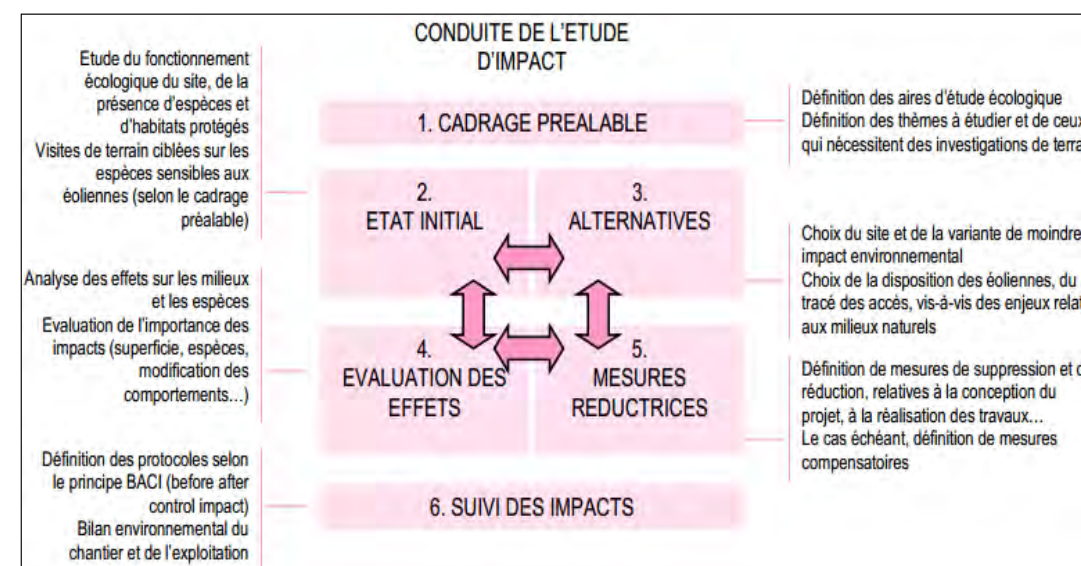 CONDUITE DE L'ETUDE
D'IMPACT
1. CADRAGE PREALABLE
Définition des aires d'étude écologique
Définition des thèmes à étudier et de ceux
qui nécessitent des investigations de
Etude du fonctionnement
écologique du site, de la
présence d'espèces et
d'habitats protégés
Visites de terrain ciblées sur les
espèces sensibles aux
éoliennes (selon le cadrage
préalable)
2.
ETAT INITIAL
3.
ALTERNATIVES
Choix du site et de la variante de moindre
impact environnemental
Choix de la disposition des éoliennes, du
tracé des accès, vis-à-vis des enjeux
aux milieux naturels
Analyse des effets sur les milieux
et les espèces
Evaluation de l'importance des
impacts (superficie, espèces,
modification des
comportements…)
4.
EVALUATION DES
EFFETS
5.
MESURES
REDUCTRICES
Définition de mesures de suppression et
réduction, relatives à la conception du
projet, à la réalisation des travaux…
Le cas échéant, définition de mesures
compensatoires
Définition des protocoles selon
le principe BACI (before after
control impact)
Bilan environnemental du
chantier et de l'exploitation
6. SUIVI DES IMPACTS